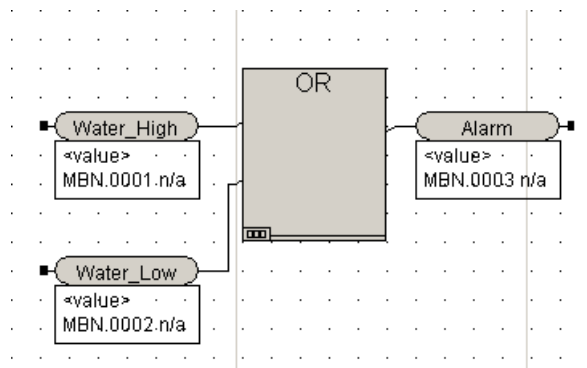 OR
Water_High
<value>
MBN.0001.n/a
Alarm
<value>
MBN.0003 n/a
Water_Low
<value>
MBN.0002.n/a